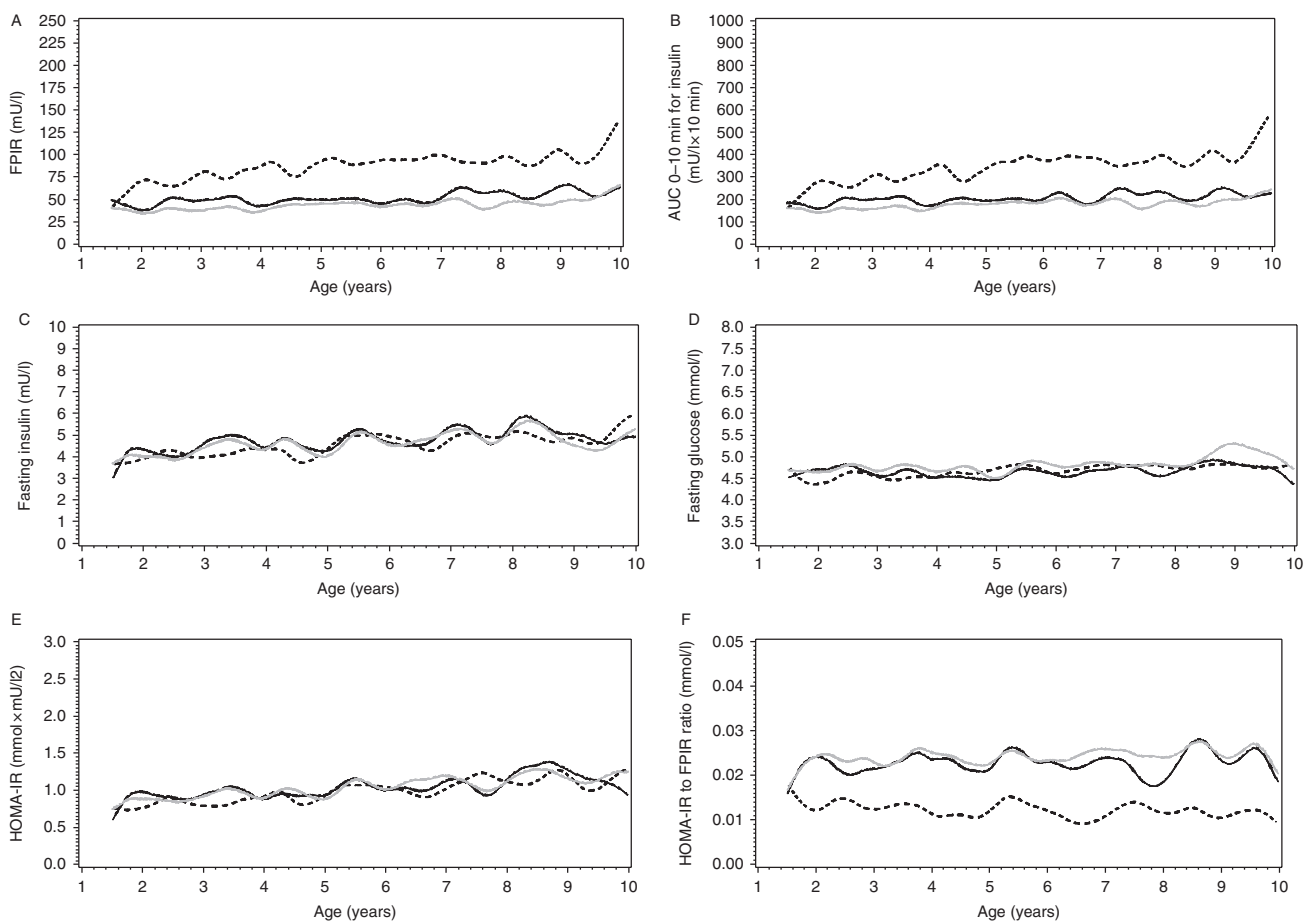 A
FPIR (mU/l)
250
225
200
175
150
125
100
75
50
25
0
1 2 3 4 5 6 7 8 9 10
Age (years)
B
AUC 0–10 min for insulin
(mU/l×10 min)
1000
900
800
700
600
500
400
300
200
100
0
1 2 3 4 5 6 7 8 9 10
Age (years)
C
Fasting insulin (mU/l)
10
9
8
7
6
5
4
3
2
1
0
1 2 3 4 5 6 7 8 9 10
Age (years)
D
Fasting glucose (mmol/l)
8.0
7.5
7.0
6.5
6.0
5.5
5.0
4.5
4.0
3.5
3.0
1 2 3 4 5 6 7 8 9 10
Age (years)
E
HOMA-IR (mmol×mU/l2)
3.0
2.5
2.0
1.5
1.0
0.5
0.0
1 2 3 4 5 6 7 8 9 10
Age (years)
F
HOMA-IR to FPIR ratio (mmol/l)
0.05
0.04
0.03
0.02
0.01
0.00
1 2 3 4 5 6 7 8 9 10
Age (years)